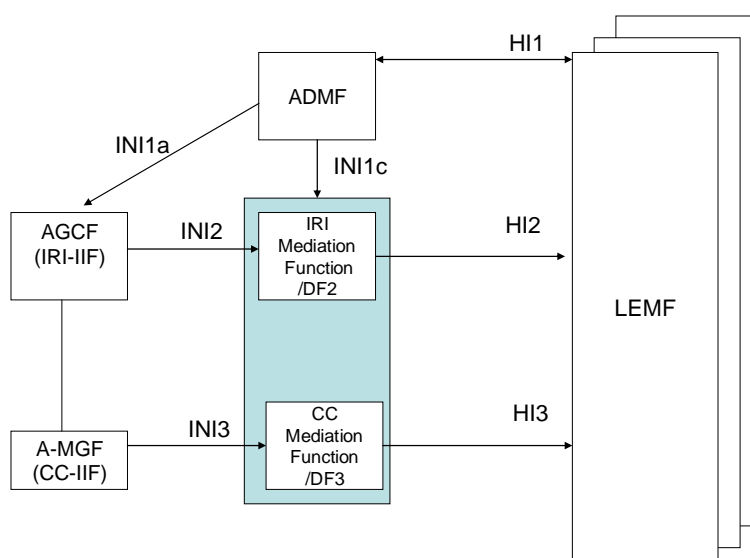 HI1
ADMF
INI1a
INI1c
AGCF
(IRI-IIF)
INI2
IRI
Mediation
Function
/DF2
HI2
LEMF
A-MGF
(CC-IIF)
INI3
CC
Mediation
Function
/DF3
HI3